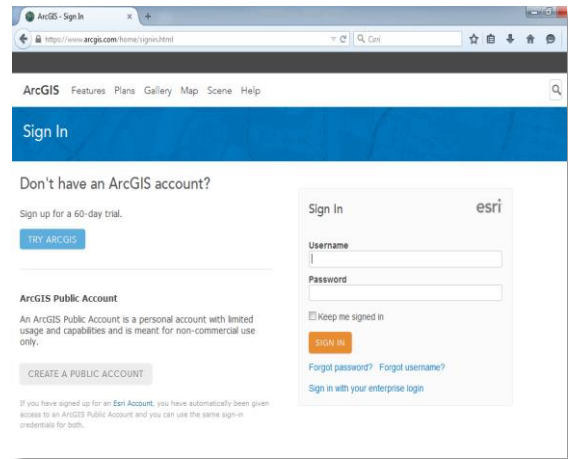 ArcGIS - Sign In
https://www.arcgis.com/home/signin.html
ArcGIS Features Plans Gallery Map Scene Help
Sign In
Don't have an ArcGIS account?
Sign up for a 60-day trial.
TRY ARCGIS
ArcGIS Public Account
An ArcGIS Public Account is a personal account with limited
usage and capabilities and is meant for non-commercial use
only.
CREATE A PUBLIC ACCOUNT
If you have signed up for an Esri Account, you have automatically been given
access to an ArcGIS Public Account and you can use the same sign-in
credentials for both.
Sign In
esri
Username
Password
Keep me signed in
SIGN IN
Forgot password? Forgot username?
Sign in with your enterprise login